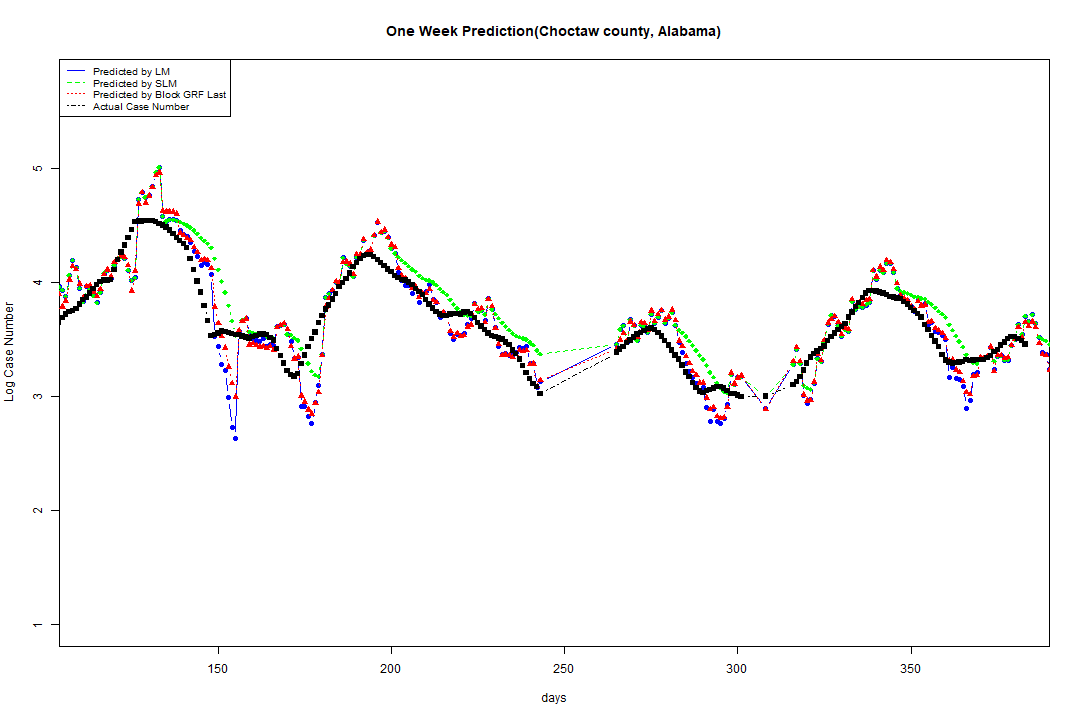 One Week Prediction(Choctaw county, Alabama)
Predicted by LM
Predicted by SLM
Predicted by Block GRF Last
Actual Case Number
5
4
3
2
1
Log Case Number
150 200 250 300 350
days